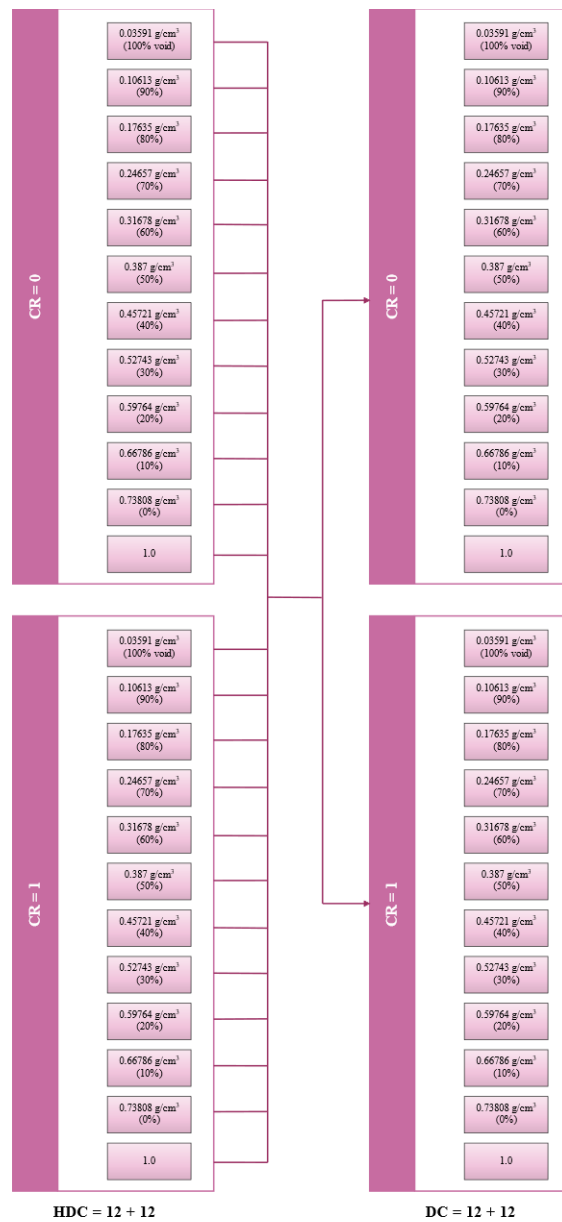 CR = 0
0.03591 g/cm³
(100% void)
0.10613 g/cm³
(90%)
0.17635 g/cm³
(80%)
0.24657 g/cm³
(70%)
0.31678 g/cm³
(60%)
0.387 g/cm³
(50%)
0.45721 g/cm³
(40%)
0.52743 g/cm³
(30%)
0.59764 g/cm³
(20%)
0.66786 g/cm³
(10%)
0.73808 g/cm³
(0%)
1.0
CR = 1
0.03591 g/cm³
(100% void)
0.10613 g/cm³
(90%)
0.17635 g/cm³
(80%)
0.24657 g/cm³
(70%)
0.31678 g/cm³
(60%)
0.387 g/cm³
(50%)
0.45721 g/cm³
(40%)
0.52743 g/cm³
(30%)
0.59764 g/cm³
(20%)
0.66786 g/cm³
(10%)
0.73808 g/cm³
(0%)
1.0
HDC = 12 + 12
CR = 0
0.03591 g/cm³
(100% void)
0.10613 g/cm³
(90%)
0.17635 g/cm³
(80%)
0.24657 g/cm³
(70%)
0.31678 g/cm³
(60%)
0.387 g/cm³
(50%)
0.45721 g/cm³
(40%)
0.52743 g/cm³
(30%)
0.59764 g/cm³
(20%)
0.66786 g/cm³
(10%)
0.73808 g/cm³
(0%)
1.0
CR = 1
0.03591 g/cm³
(100% void)
0.10613 g/cm³
(90%)
0.17635 g/cm³
(80%)
0.24657 g/cm³
(70%)
0.31678 g/cm³
(60%)
0.387 g/cm³
(50%)
0.45721 g/cm³
(40%)
0.52743 g/cm³
(30%)
0.59764 g/cm³
(20%)
0.66786 g/cm³
(10%)
0.73808 g/cm³
(0%)
1.0
DC = 12 + 12